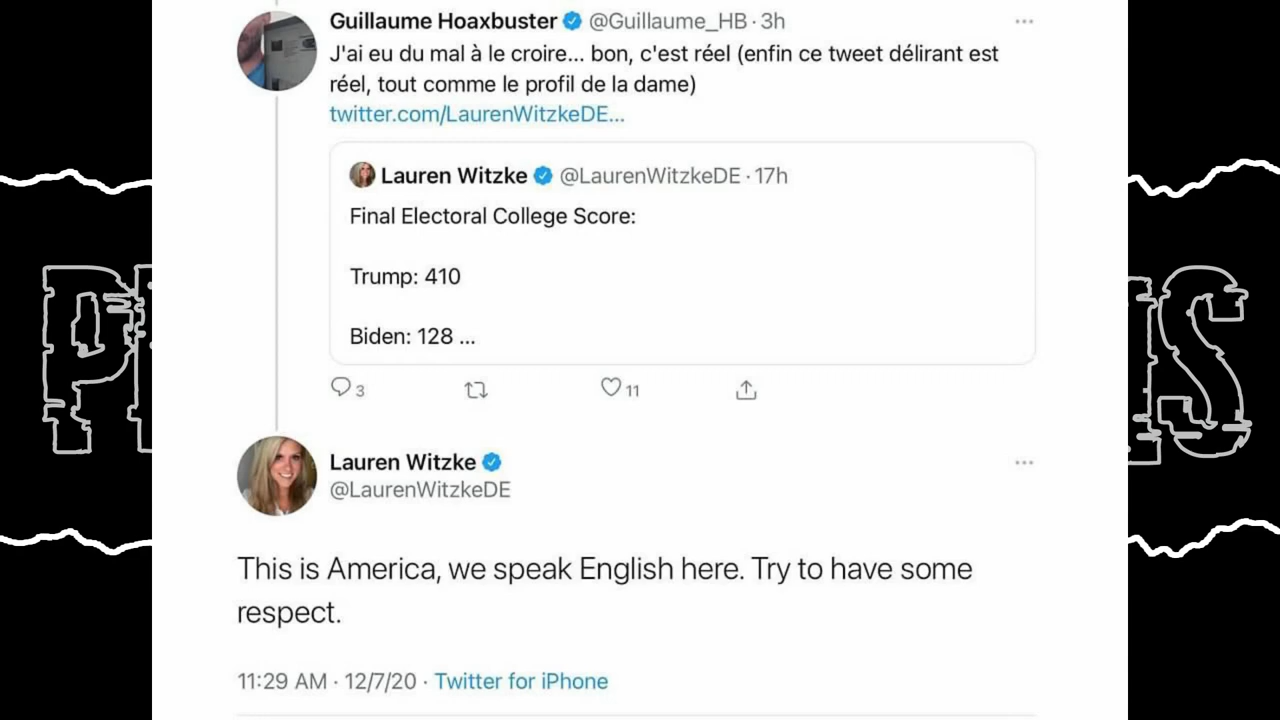 Guillaume Hoaxbuster @Guillaume_HB · 3h
J'ai eu du mal à le croire... bon, c'est réel (enfin ce tweet délirant est
réel, tout comme le profil de la dame)
twitter.com/LaurenWitzkeDE...
Lauren Witzke @LaurenWitzkeDE · 17h
Final Electoral College Score:
Trump: 410
Biden: 128 ...
3 11
Lauren Witzke
@LaurenWitzkeDE
This is America, we speak English here. Try to have some
respect.
11:29 AM · 12/7/20 · Twitter for iPhone